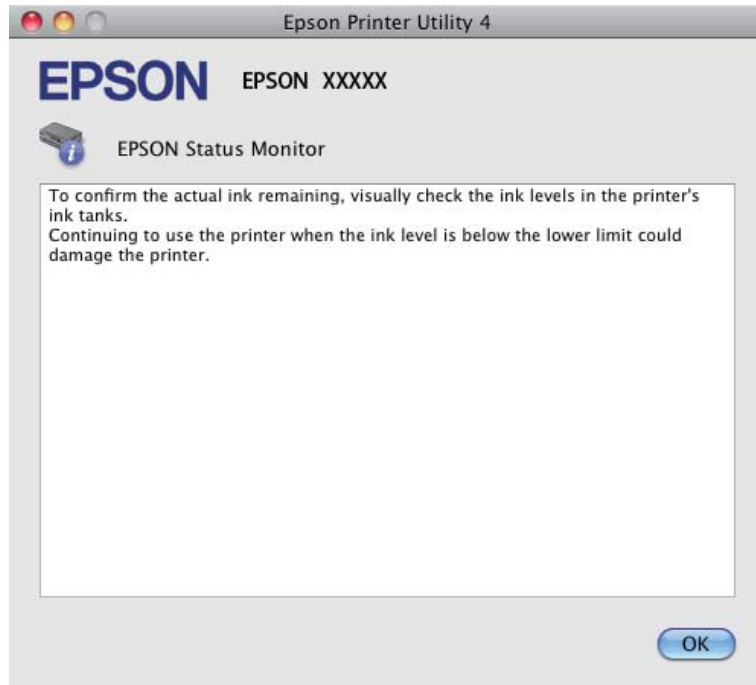 Epson Printer Utility 4
EPSON EPSON XXXXX
EPSON Status Monitor
To confirm the actual ink remaining, visually check the ink levels in the printer's
ink tanks.
Continuing to use the printer when the ink level is below the lower limit could
damage the printer.
OK